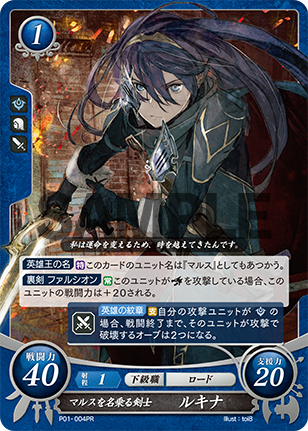 1
SAMPLE
私は運命を変えるため、時を越えてきたんです。
英雄王の名 特 このカードのユニット名は『マルス』としてもあつかう。
裏剣 ファルシオン 常 このユニットが を攻撃している場合、この
ユニットの戦闘力は+20される。
英雄の紋章 攻 自分の攻撃ユニットが
の場合、戦闘終了まで、そのユニットが攻撃で
破壊するオーブは2つになる。
戦闘力 40
射程 1 下級職 ロード
支援力 20
マルスを名乗る剣士 ルキナ
P01-004PR Illust:toi8